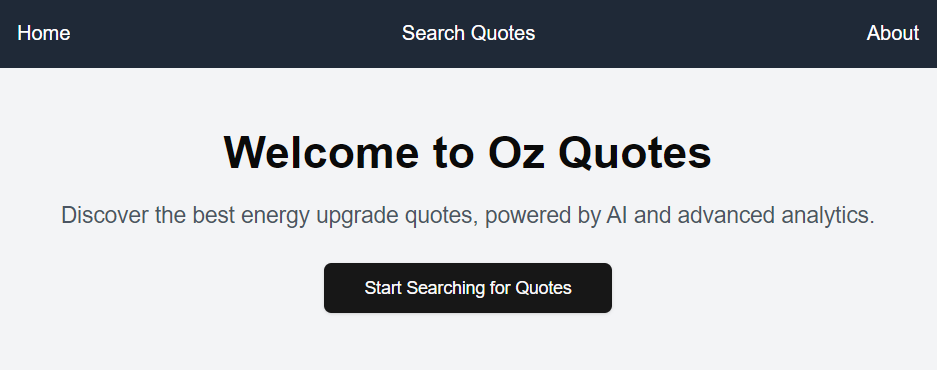 Home Search Quotes About
Welcome to Oz Quotes
Discover the best energy upgrade quotes, powered by AI and advanced analytics.
Start Searching for Quotes